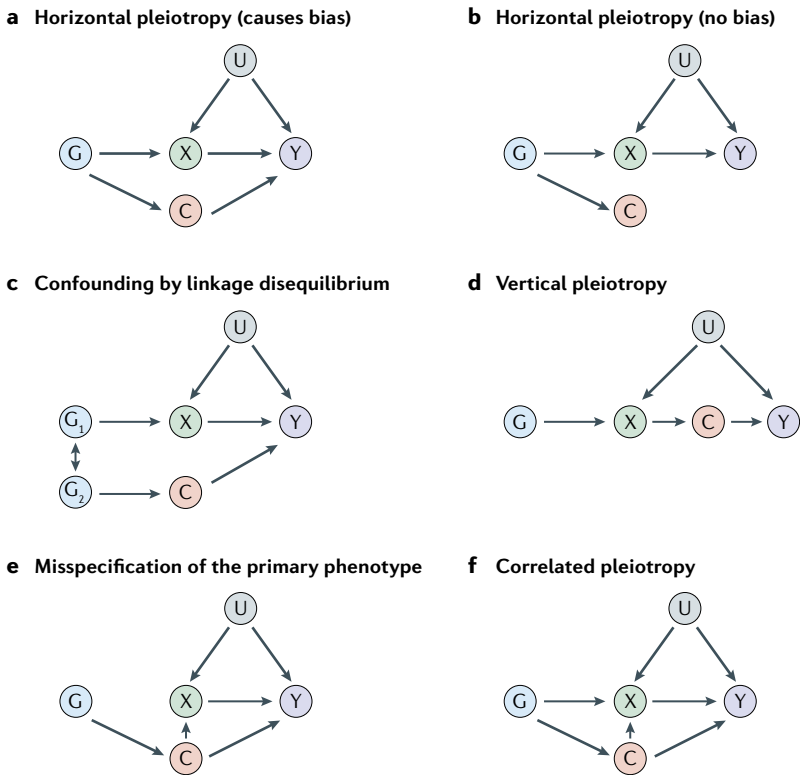 a Horizontal pleiotropy (causes bias)
U
G X Y
C
b Horizontal pleiotropy (no bias)
U
G X Y
C
c Confounding by linkage disequilibrium
U
G1 X Y
G2 C
d Vertical pleiotropy
U
G X C Y
e Misspecification of the primary phenotype
U
G X Y
C
f Correlated pleiotropy
U
G X Y
C